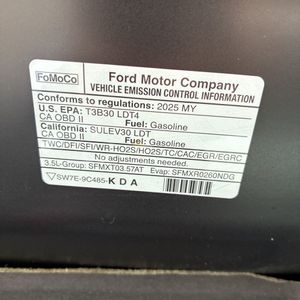 FoMoCo
Ford Motor Company
VEHICLE EMISSION CONTROL INFORMATION
Conforms to regulations: 2025 MY
U.S. EPA: T3B30 LDT4
CA OBD II Fuel: Gasoline
California: SULEV30 LDT
CA OBD II Fuel: Gasoline
TWC/DFI/SFI/WR-HO2S/HO2S/TC/CAC/EGR/EGRC
No adjustments needed.
3.5L-Group: SFMXT03.57AT Evap: SFMXR0260NDG
SW7E-9C485-KDA